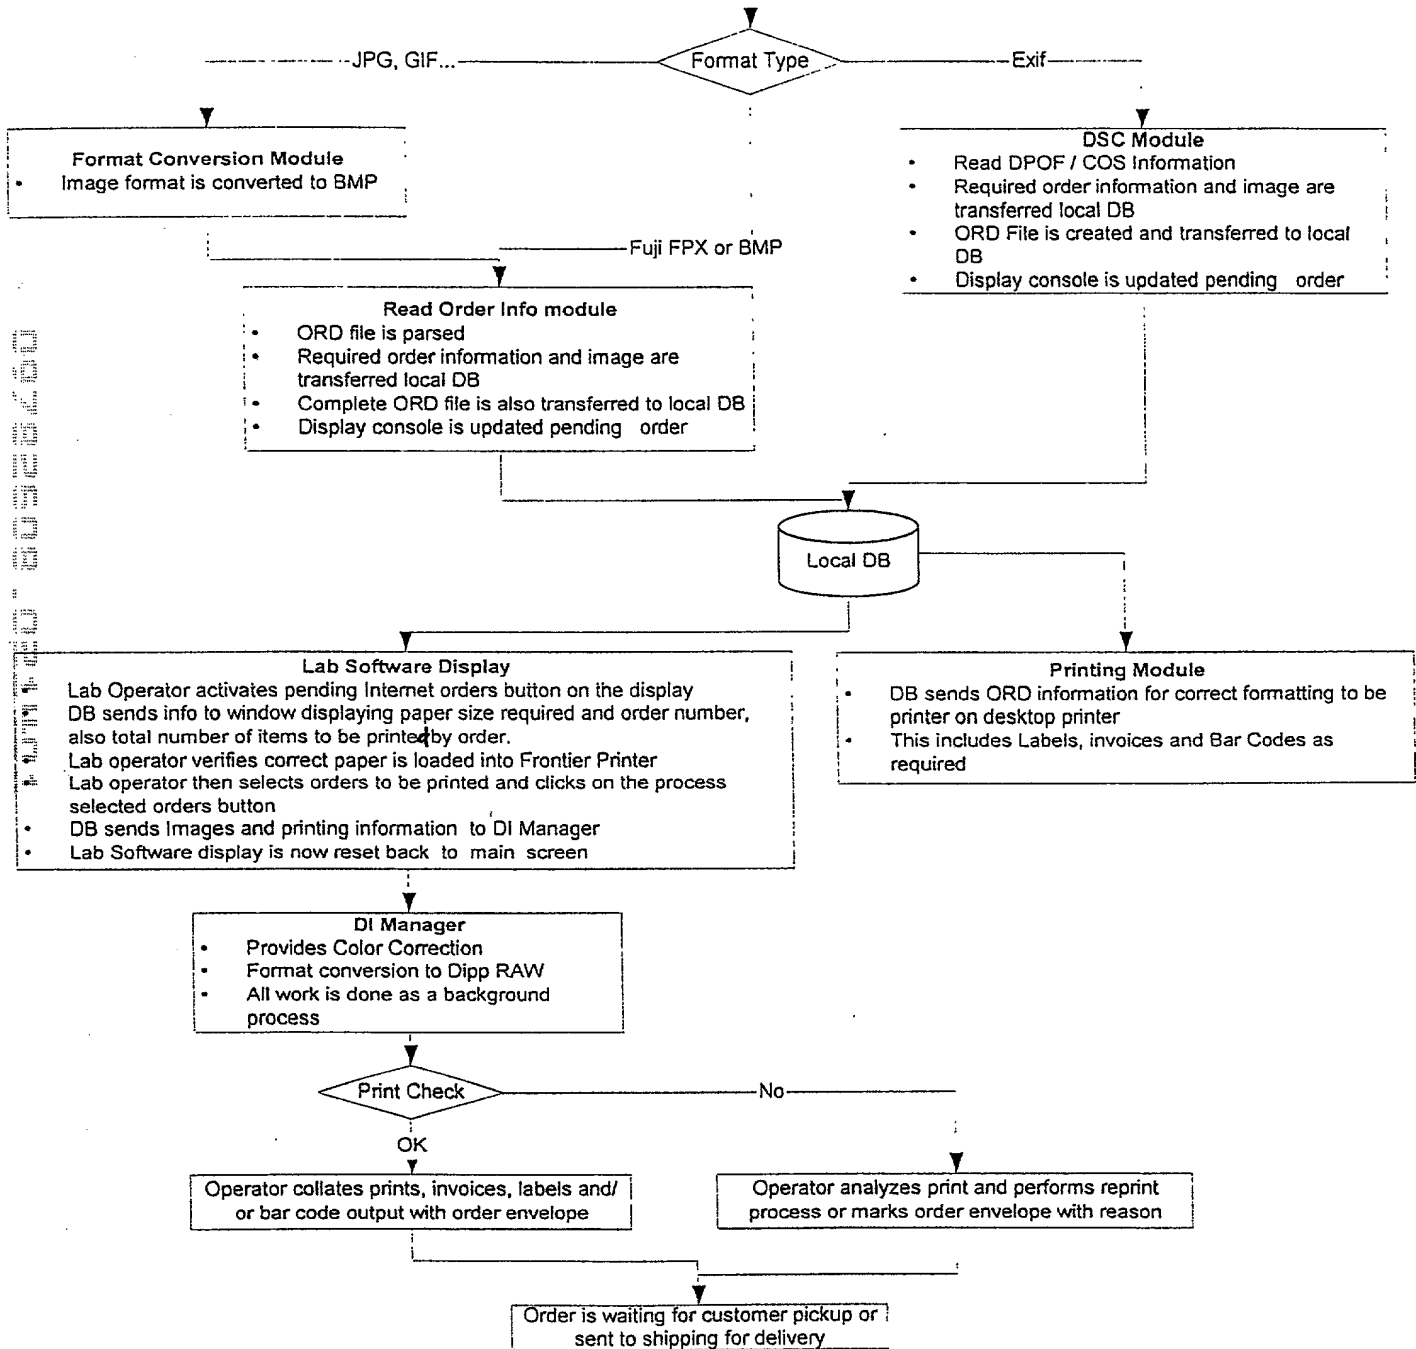 Format Type
JPG, GIF...
Exif
Format Conversion Module
• Image format is converted to BMP
DSC Module
• Read DPOF / COS Information
• Required order information and image are
transferred local DB
• ORD File is created and transferred to local
DB
• Display console is updated pending order
Fuji FPX or BMP
Read Order Info module
• ORD file is parsed
• Required order information and image are
transferred local DB
• Complete ORD file is also transferred to local DB
• Display console is updated pending order
Local DB
Lab Software Display
• Lab Operator activates pending Internet orders button on the display
• DB sends info to window displaying paper size required and order number,
also total number of items to be printed by order.
• Lab operator verifies correct paper is loaded into Frontier Printer
• Lab operator then selects orders to be printed and clicks on the process
selected orders button
• DB sends Images and printing information to DI Manager
• Lab Software display is now reset back to main screen
Printing Module
• DB sends ORD information for correct formatting to be
printer on desktop printer
• This includes Labels, invoices and Bar Codes as
required
DI Manager
• Provides Color Correction
• Format conversion to Dipp RAW
• All work is done as a background
process
Print Check
No
OK
Operator collates prints, invoices, labels and/
or bar code output with order envelope
Operator analyzes print and performs reprint
process or marks order envelope with reason
Order is waiting for customer pickup or
sent to shipping for delivery